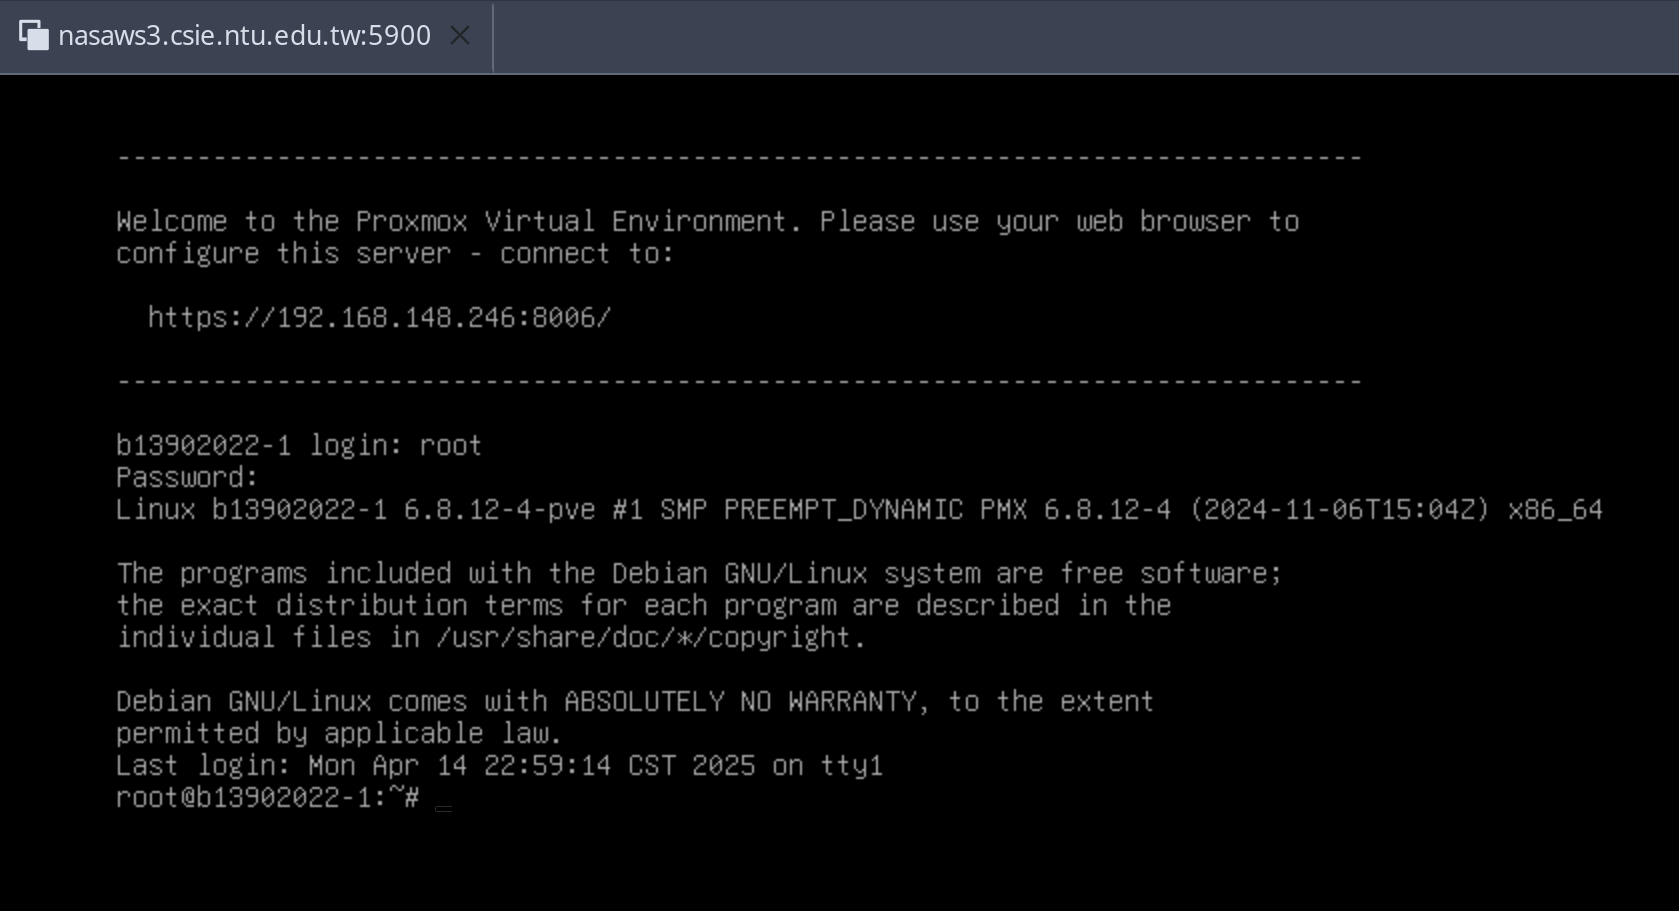 nasaws3.csie.ntu.edu.tw:5900
-------------------------------------------------------------------------------
Welcome to the Proxmox Virtual Environment. Please use your web browser to
configure this server - connect to:
https://192.168.148.246:8006/
-------------------------------------------------------------------------------
b13902022-1 login: root
Password:
Linux b13902022-1 6.8.12-4-pve #1 SMP PREEMPT_DYNAMIC PMX 6.8.12-4 (2024-11-06T15:04Z) x86_64
The programs included with the Debian GNU/Linux system are free software;
the exact distribution terms for each program are described in the
individual files in /usr/share/doc/*/copyright.
Debian GNU/Linux comes with ABSOLUTELY NO WARRANTY, to the extent
permitted by applicable law.
Last login: Mon Apr 14 22:59:14 CST 2025 on tty1
root@b13902022-1:~# _